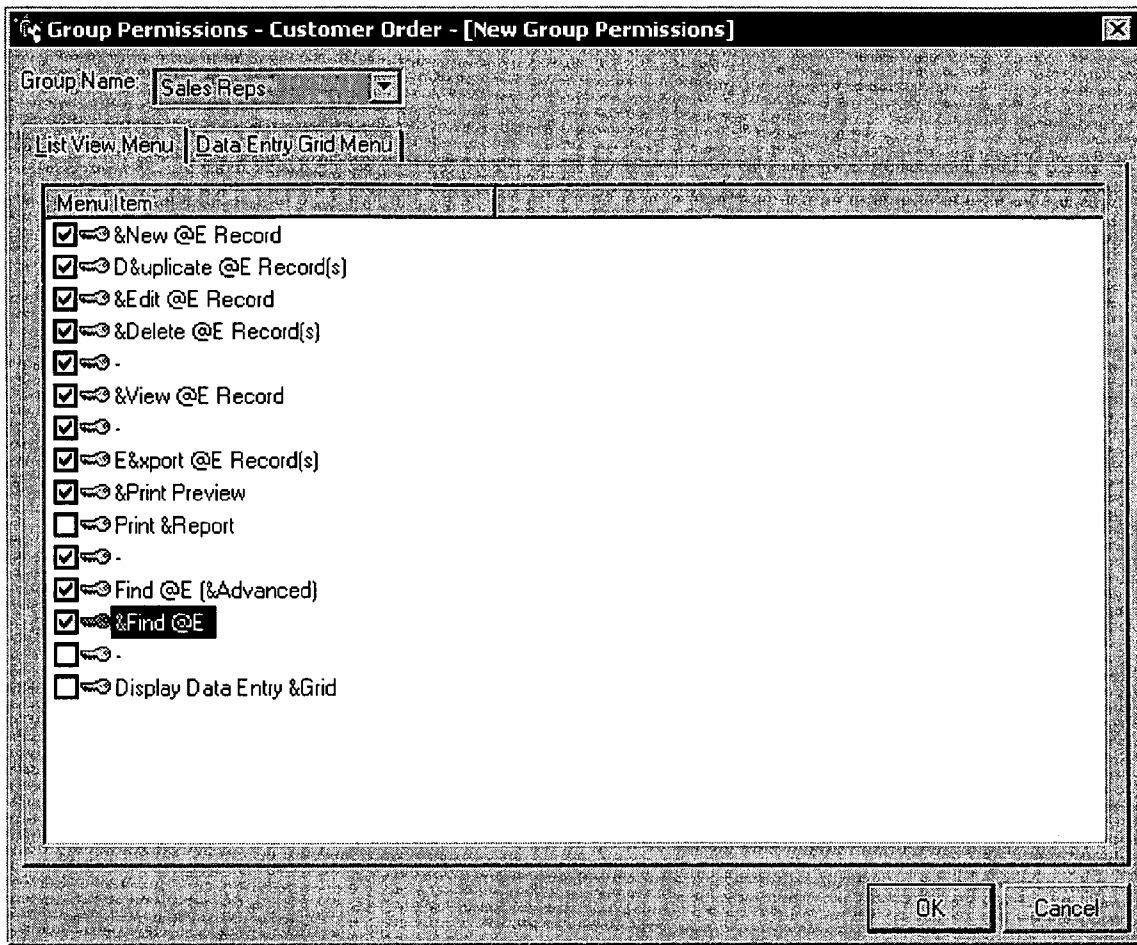 Group Permissions - Customer Order - [New Group Permissions]
Group Name: Sales Reps
List View Menu Data Entry Grid Menu
Menu Item
&New @E Record
D&uplicate @E Record(s)
&Edit @E Record
&Delete @E Record(s)
-
&View @E Record
-
E&xport @E Record(s)
&Print Preview
Print &Report
-
Find @E (&Advanced)
&Find @E
-
Display Data Entry &Grid
OK Cancel